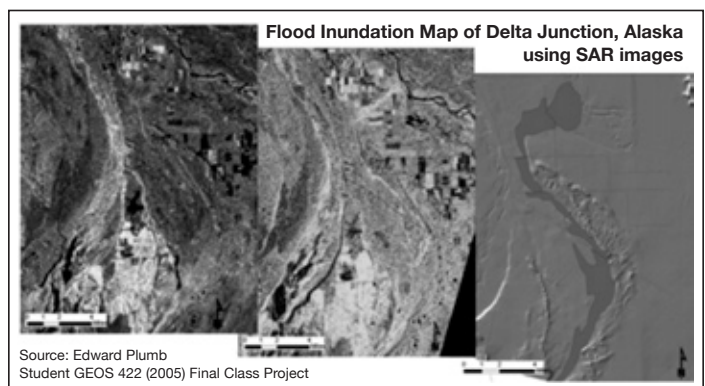 Flood Inundation Map of Delta Junction, Alaska
using SAR images
Source: Edward Plumb
Student GEOS 422 (2005) Final Class Project